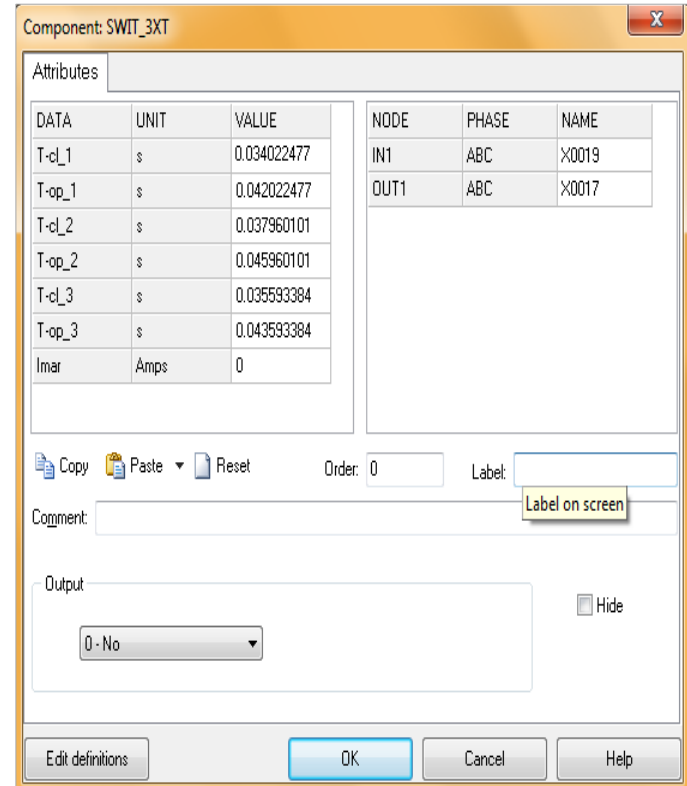 Component: SWIT_3XT
X
Attributes
DATA UNIT VALUE
T-cl_1 s 0.034022477
T-op_1 s 0.042022477
T-cl_2 s 0.037960101
T-op_2 s 0.045960101
T-cl_3 s 0.035593384
T-op_3 s 0.043593384
Imar Amps 0
NODE PHASE NAME
IN1 ABC X0019
OUT1 ABC X0017
Copy Paste Reset Order: 0 Label:
Label on screen
Comment:
Output
Hide
0 - No
Edit definitions OK Cancel Help